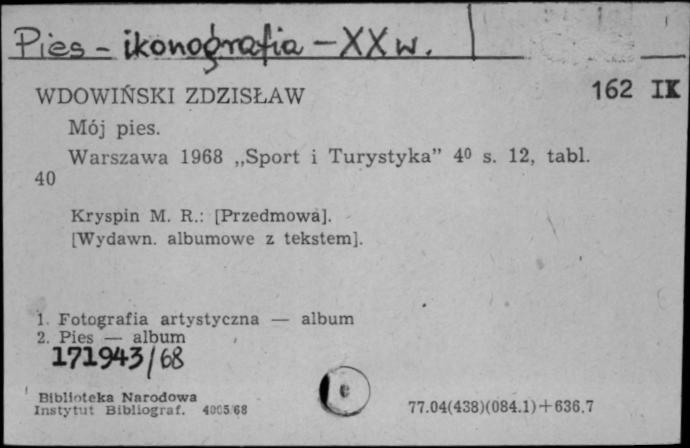 Pies - ikonografia - XX w.
WDOWIŃSKI ZDZISŁAW 162 IK
Mój pies.
Warszawa 1968 „Sport i Turystyka” 4⁰ s. 12, tabl.
40
Kryspin M. R.: [Przedmowa].
[Wydawn. albumowe z tekstem].
1. Fotografia artystyczna — album
2. Pies — album
171943/68
Biblioteka Narodowa
Instytut Bibliograf. 4005/68 e 77.04(438)(084.1)+636.7